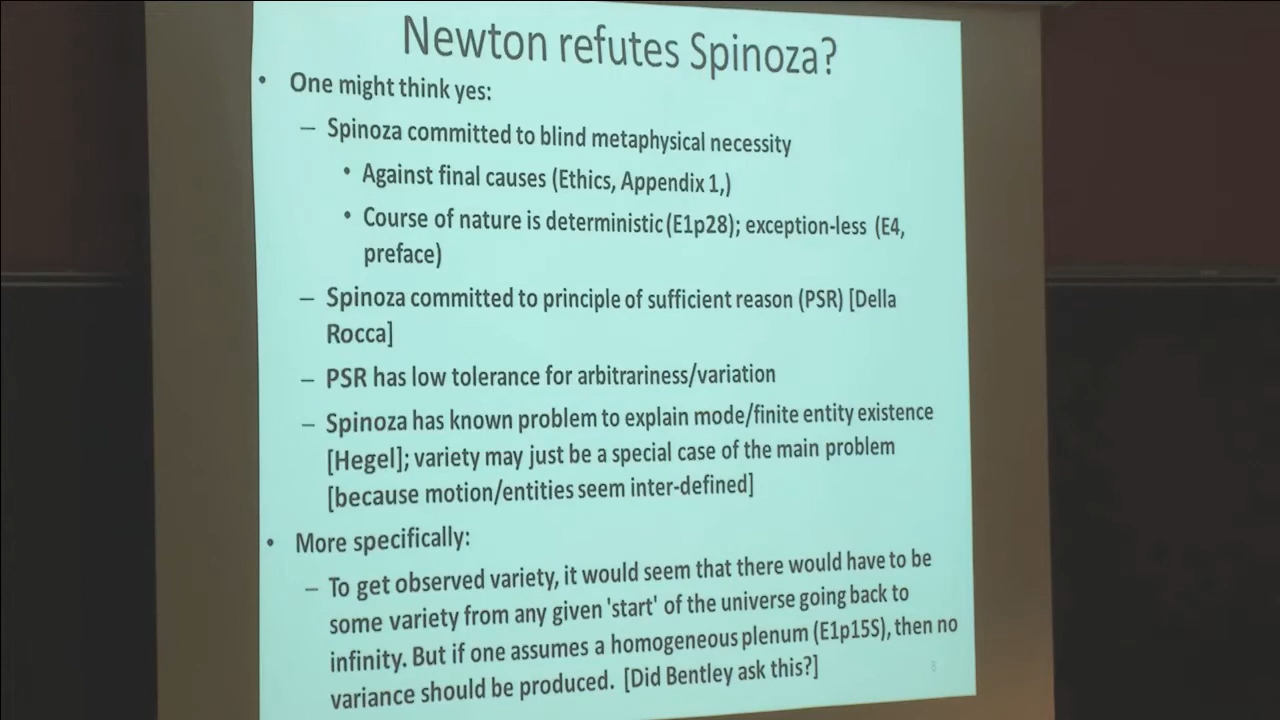 Newton refutes Spinoza?
• One might think yes:
– Spinoza committed to blind metaphysical necessity
• Against final causes (Ethics, Appendix 1,)
• Course of nature is deterministic (E1p28); exception-less (E4,
preface)
– Spinoza committed to principle of sufficient reason (PSR) [Della
Rocca]
– PSR has low tolerance for arbitrariness/variation
– Spinoza has known problem to explain mode/finite entity existence
[Hegel]; variety may just be a special case of the main problem
[because motion/entities seem inter-defined]
• More specifically:
– To get observed variety, it would seem that there would have to be
some variety from any given 'start' of the universe going back to
infinity. But if one assumes a homogeneous plenum (E1p15S), then no
variance should be produced. [Did Bentley ask this?]